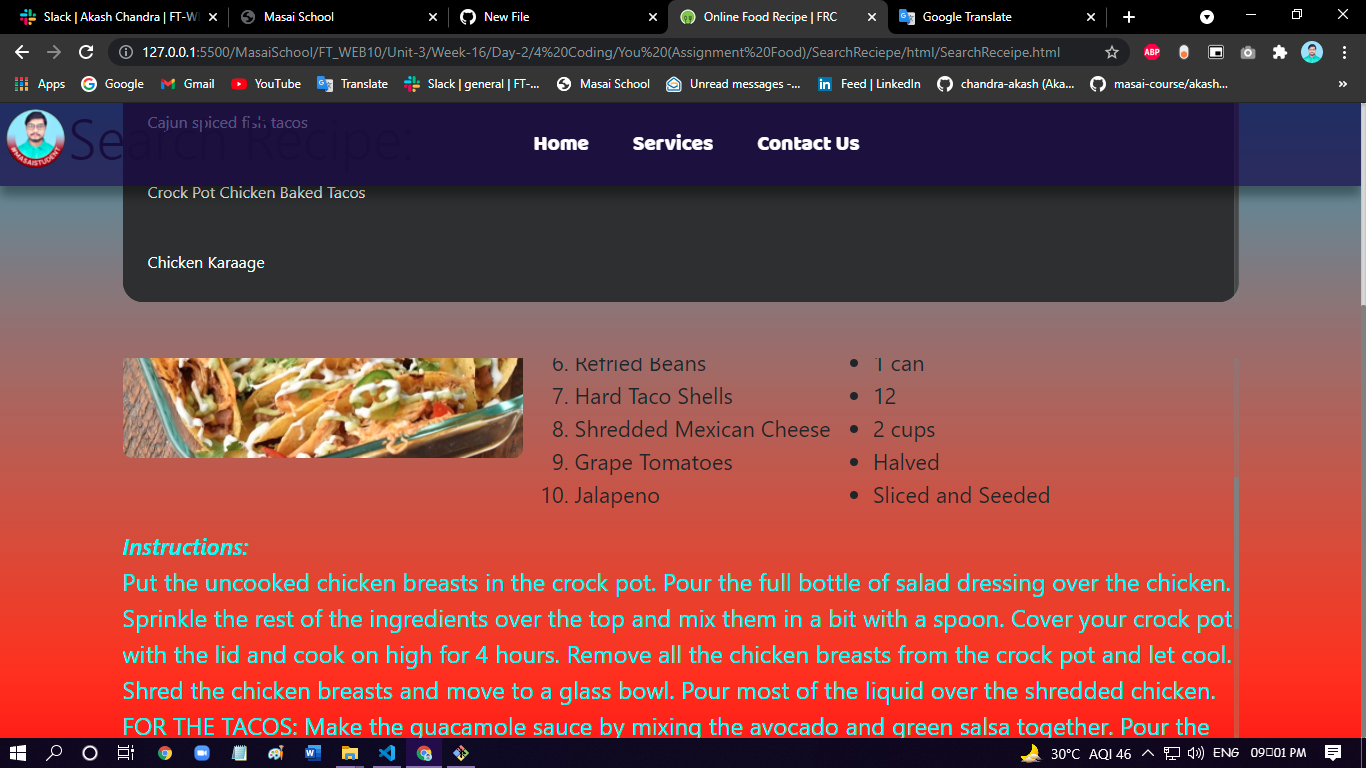 Slack | Akash Chandra | FT-W
Masai School
New File
Online Food Recipe | FRC
Google Translate
127.0.0.1:5500/MasaiSchool/FT_WEB10/Unit-3/Week-16/Day-2/4%20Coding/You%20(Assignment%20Food)/SearchReciepe/html/SearchReceipe.html
ABP
Apps Google Gmail YouTube Translate Slack | general | FT-... Masai School Unread messages -... Feed | LinkedIn chandra-akash (Aka... masai-course/akash... »
#MASAISTUDENT
Search Recipe:
Cajun spiced fish tacos
Home Services Contact Us
Crock Pot Chicken Baked Tacos
Chicken Karaage
6. Refried Beans • 1 can
7. Hard Taco Shells • 12
8. Shredded Mexican Cheese • 2 cups
9. Grape Tomatoes • Halved
10. Jalapeno • Sliced and Seeded
Instructions:
Put the uncooked chicken breasts in the crock pot. Pour the full bottle of salad dressing over the chicken.
Sprinkle the rest of the ingredients over the top and mix them in a bit with a spoon. Cover your crock pot
with the lid and cook on high for 4 hours. Remove all the chicken breasts from the crock pot and let cool.
Shred the chicken breasts and move to a glass bowl. Pour most of the liquid over the shredded chicken.
FOR THE TACOS: Make the guacamole sauce by mixing the avocado and green salsa together. Pour the
30°C AQI 46 ENG 09▯01 PM